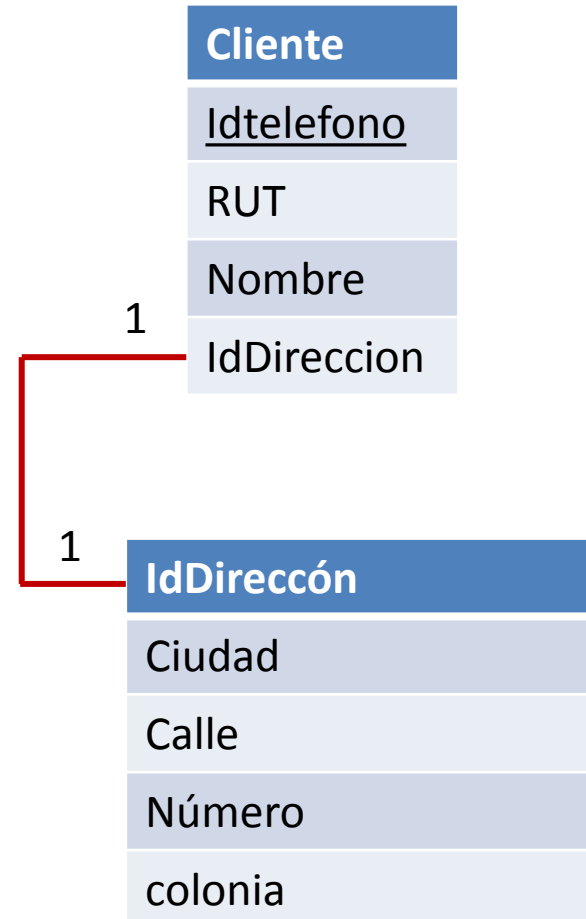 Cliente
Idtelefono
RUT
Nombre
1
IdDireccion
1
IdDireccón
Ciudad
Calle
Número
colonia